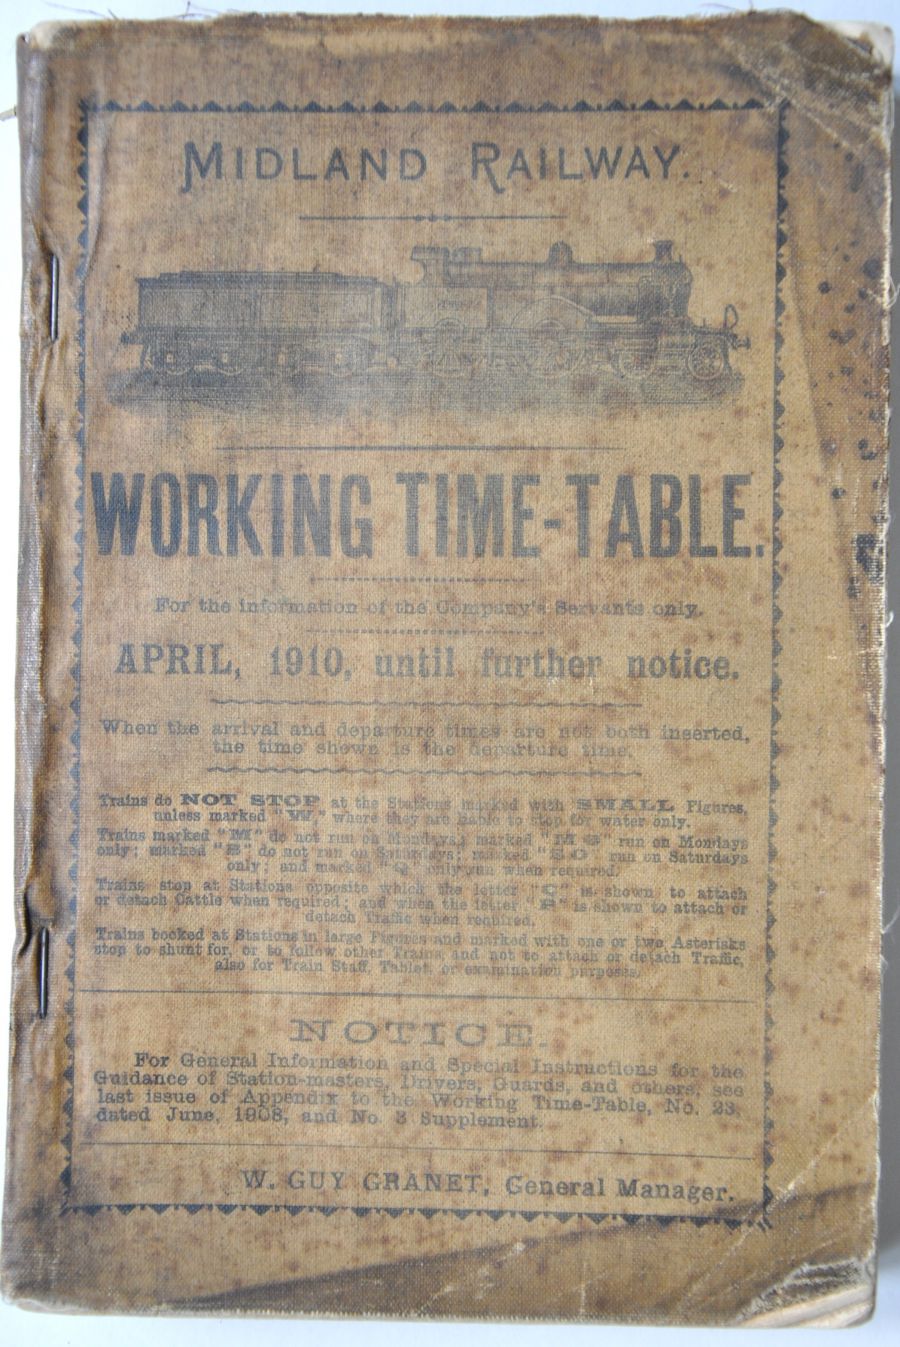 MIDLAND RAILWAY.
WORKING TIME-TABLE.
For the information of the Company's Servants only.
APRIL, 1910, until further notice.
When the arrival and departure times are not both inserted,
the time shown is the departure time.
Trains do NOT STOP at the Stations marked with SMALL Figures,
unless marked "W," where they are liable to stop for water only.
Trains marked "M" do not run on Mondays; marked "MO" run on Mondays
only; marked "S" do not run on Saturdays; marked "SO" run on Saturdays
only; and marked "Q" only run when required.
Trains stop at Stations opposite which the letter "C" is shown to attach
or detach Cattle when required; and when the letter "R" is shown to attach or
detach Traffic when required.
Trains booked at Stations in large Figures and marked with one or two Asterisks
stop to shunt for, or to follow other Trains, and not to attach or detach Traffic,
also for Train Staff, Tablet, or examination purposes.
NOTICE.
For General Information and Special Instructions for the
Guidance of Station-masters, Drivers, Guards, and others, see
last issue of Appendix to the Working Time-Table, No. 23,
dated June, 1908, and No. 3 Supplement.
W. GUY GRANET, General Manager.